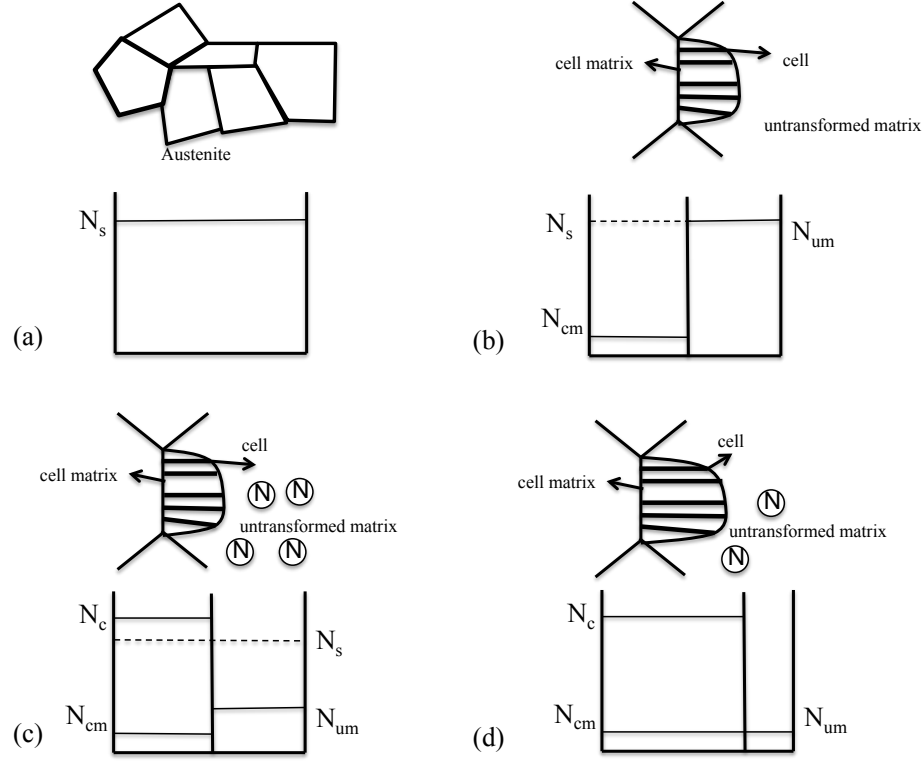 Austenite
N_s
(a)
cell matrix
cell
untransformed matrix
N_s
N_um
N_cm
(b)
cell matrix
cell
N N
untransformed matrix
N N
N_c
N_s
N_cm
N_um
(c)
cell
cell matrix
N
untransformed matrix
N
N_c
N_cm
N_um
(d)